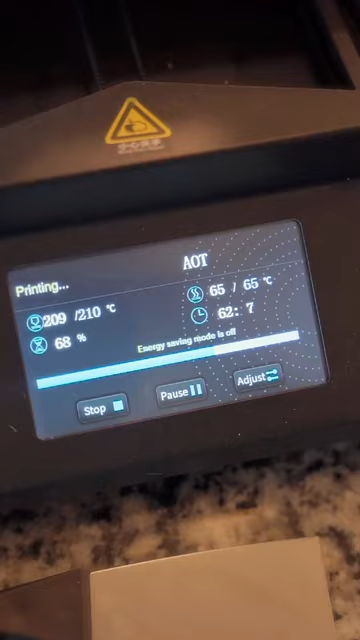 AOT
Printing...
209 /210 ℃
65 / 65 ℃
68 %
62: 7
Energy saving mode is off
Stop
Pause
Adjust